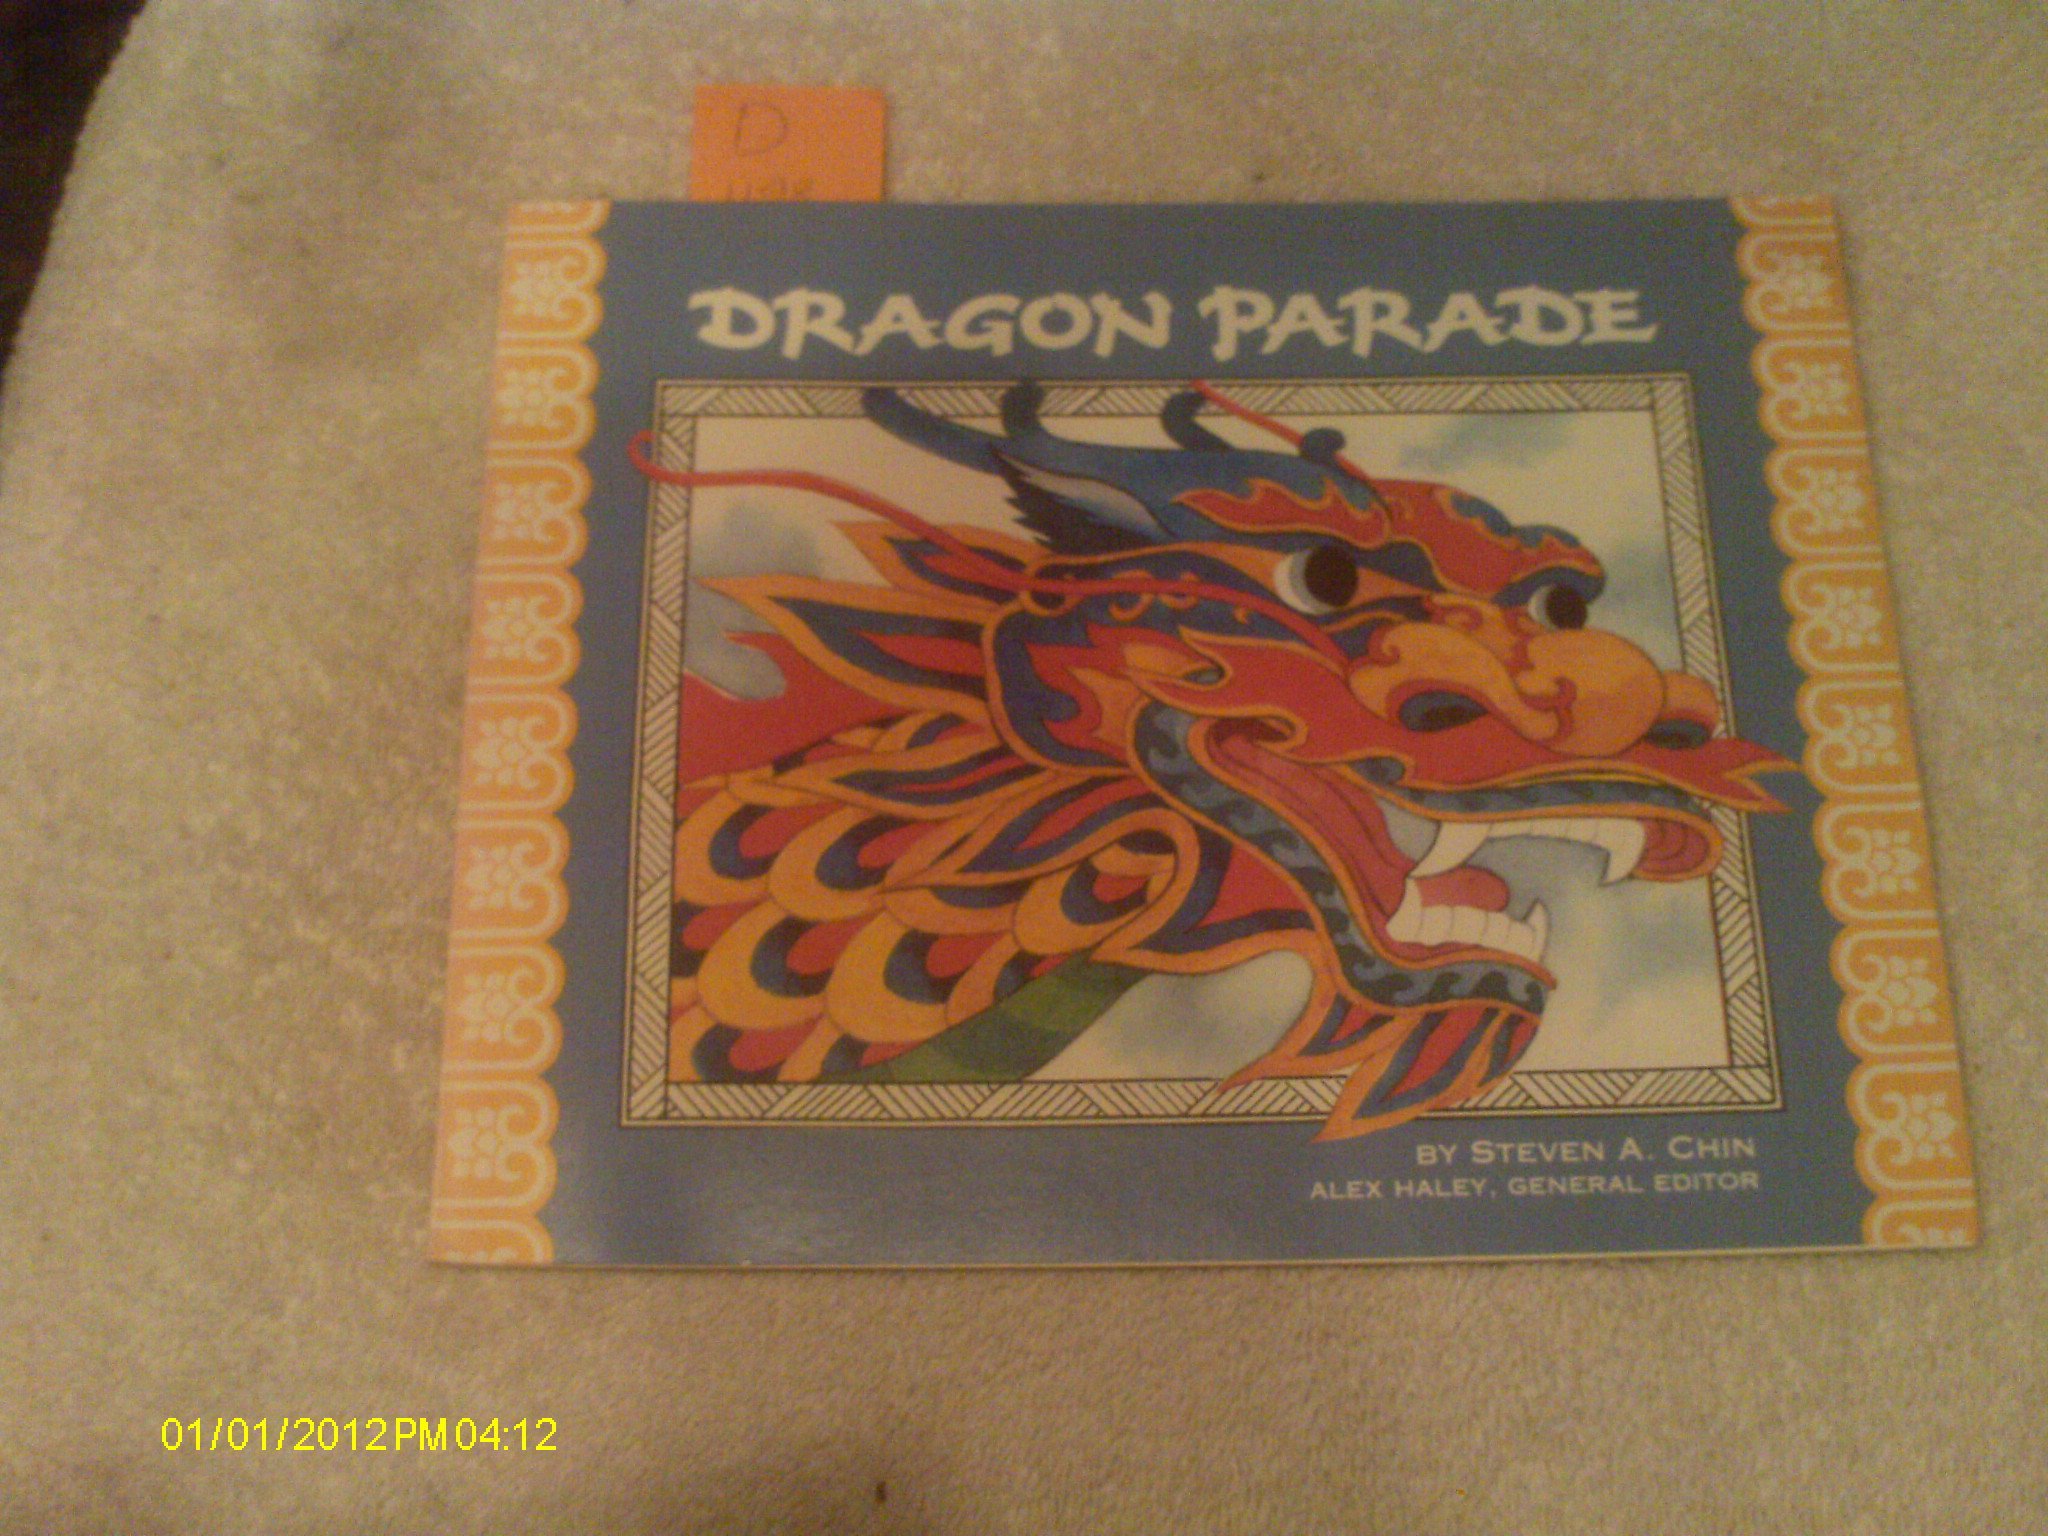 D
DRAGON PARADE
BY STEVEN A. CHIN
ALEX HALEY, GENERAL EDITOR
01/01/2012PM04:12